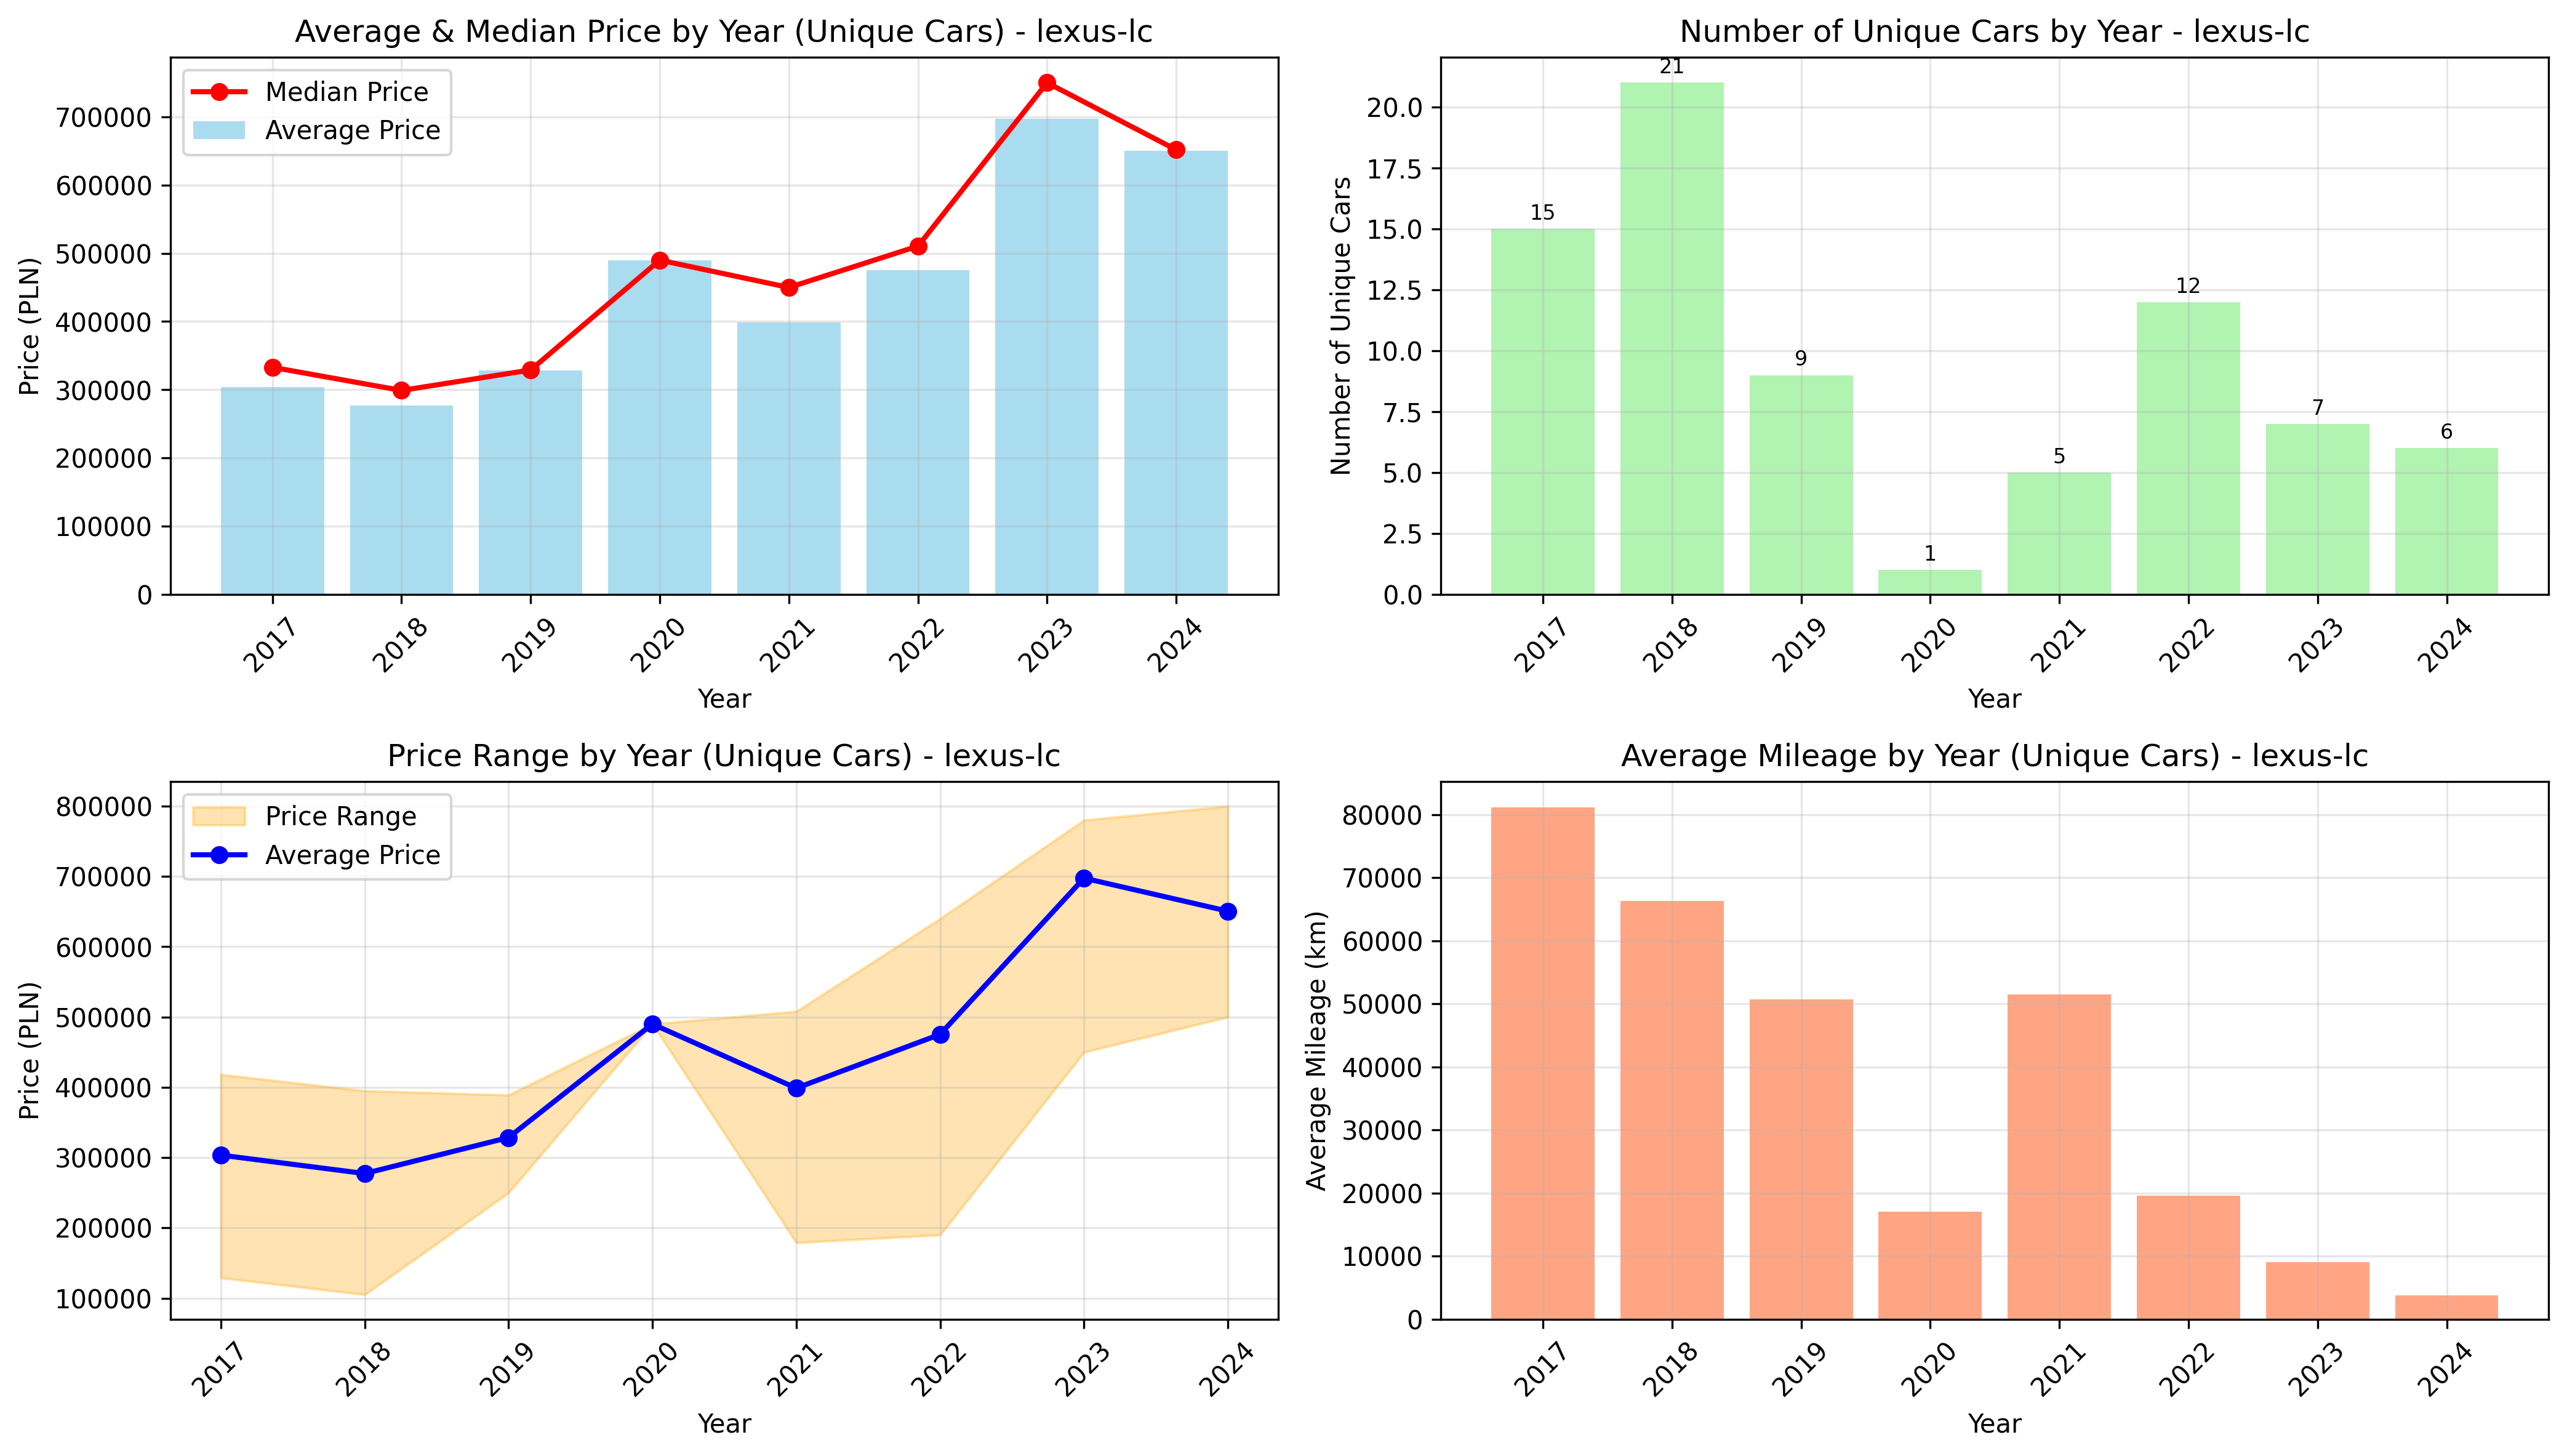 Average & Median Price by Year (Unique Cars) - lexus-lc
Median Price
Average Price
Price (PLN)
700000
600000
500000
400000
300000
200000
100000
0
2017 2018 2019 2020 2021 2022 2023 2024
Year
Number of Unique Cars by Year - lexus-lc
Number of Unique Cars
20.0
17.5
15.0
12.5
10.0
7.5
5.0
2.5
0.0
15 21 9 1 5 12 7 6
2017 2018 2019 2020 2021 2022 2023 2024
Year
Price Range by Year (Unique Cars) - lexus-lc
Price Range
Average Price
Price (PLN)
800000
700000
600000
500000
400000
300000
200000
100000
2017 2018 2019 2020 2021 2022 2023 2024
Year
Average Mileage by Year (Unique Cars) - lexus-lc
Average Mileage (km)
80000
70000
60000
50000
40000
30000
20000
10000
0
2017 2018 2019 2020 2021 2022 2023 2024
Year